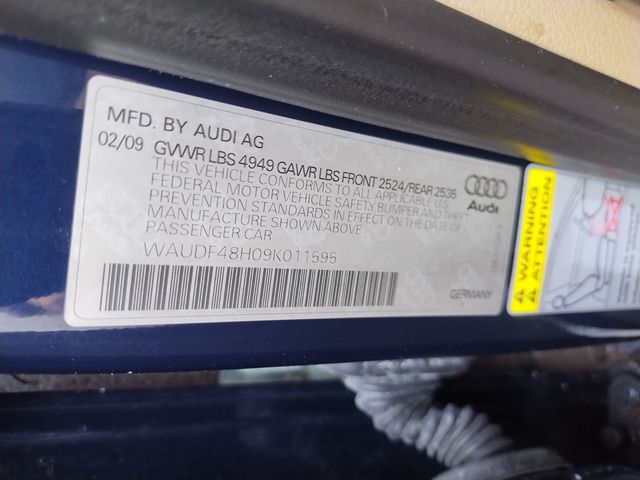 MFD. BY AUDI AG
02/09 GVWR LBS 4949 GAWR LBS FRONT 2524/REAR 2535
THIS VEHICLE CONFORMS TO ALL APPLICABLE U.S.
FEDERAL MOTOR VEHICLE SAFETY BUMPER AND THEFT
PREVENTION STANDARDS IN EFFECT ON THE DATE OF
MANUFACTURE SHOWN ABOVE
PASSENGER CAR
WAUDF48H09K011595
Audi
GERMANY
WARNING
ATTENTION